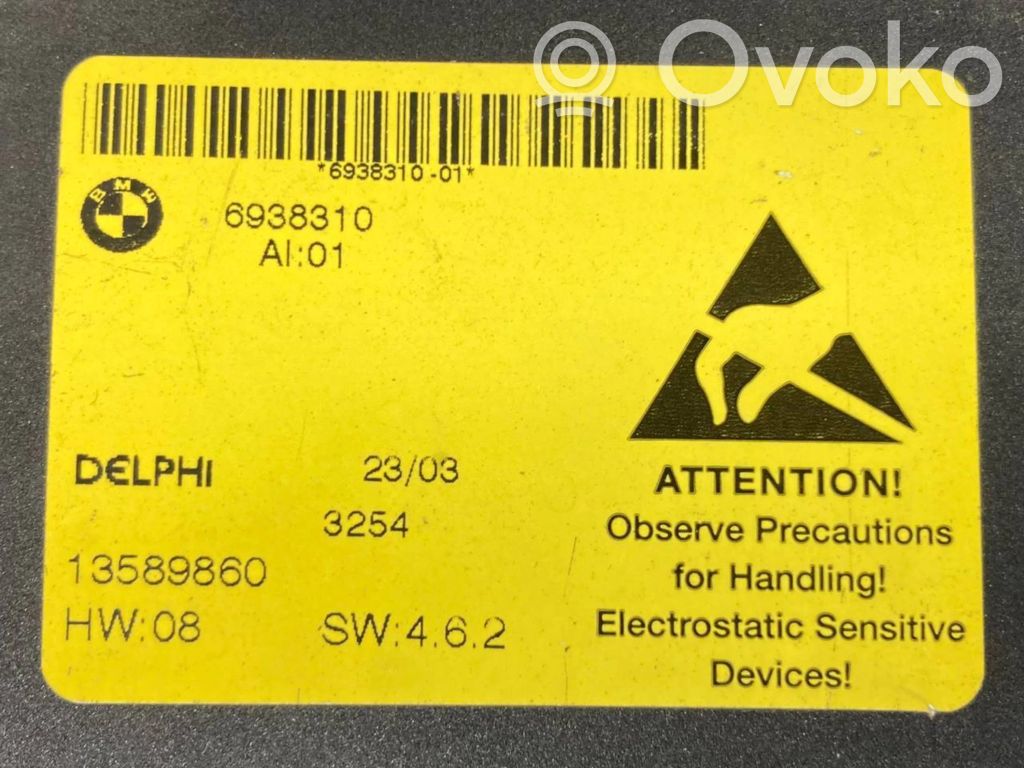 ® Ovoko
*6938310-01*
BMW
6938310
AI:01
DELPHI 23/03
3254
13589860
HW:08 SW:4.6.2
ATTENTION!
Observe Precautions
for Handling!
Electrostatic Sensitive
Devices!